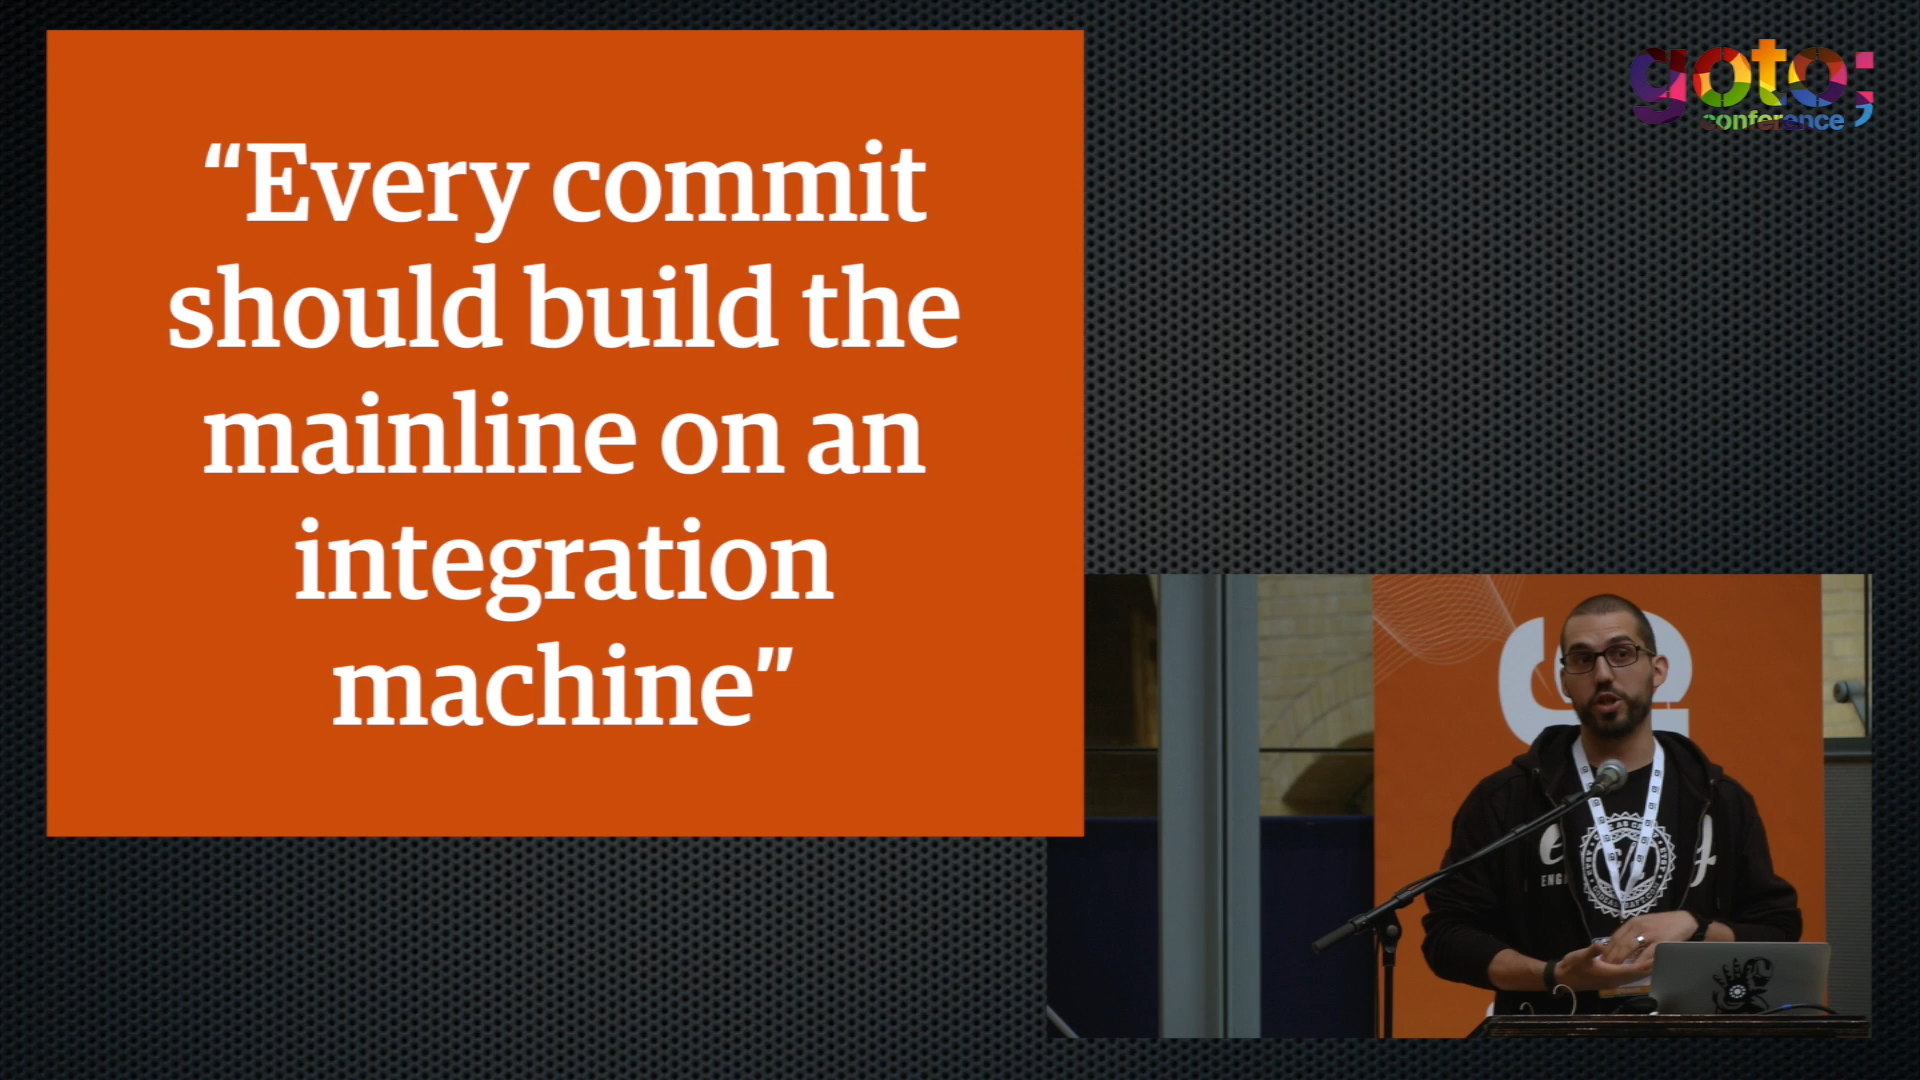 “Every commit
should build the
mainline on an
integration
machine”
goto;
conference